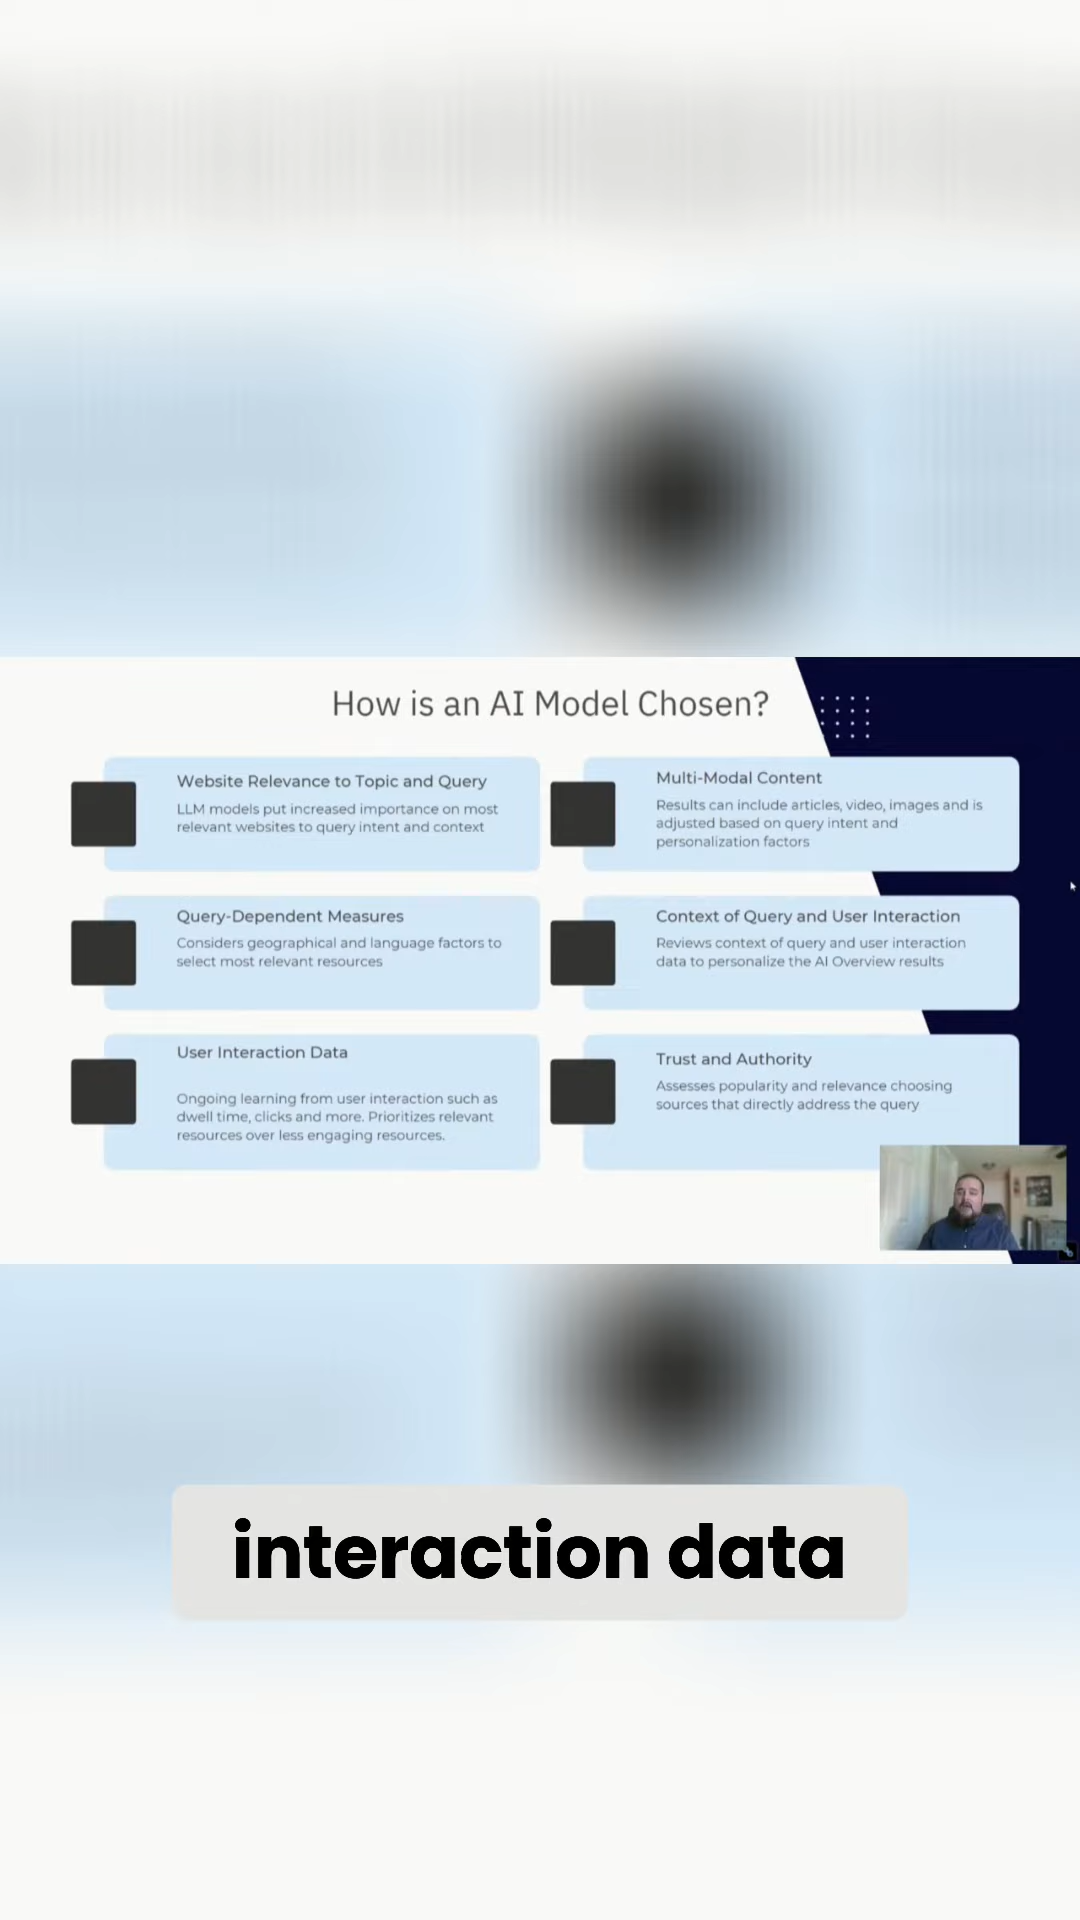 How is an AI Model Chosen?
Website Relevance to Topic and Query
LLM models put increased importance on most
relevant websites to query intent and context
Multi-Modal Content
Results can include articles, video, images and is
adjusted based on query intent and
personalization factors
Query-Dependent Measures
Considers geographical and language factors to
select most relevant resources
Context of Query and User Interaction
Reviews context of query and user interaction
data to personalize the AI Overview results
User Interaction Data
Ongoing learning from user interaction such as
dwell time, clicks and more. Prioritizes relevant
resources over less engaging resources.
Trust and Authority
Assesses popularity and relevance choosing
sources that directly address the query
interaction data